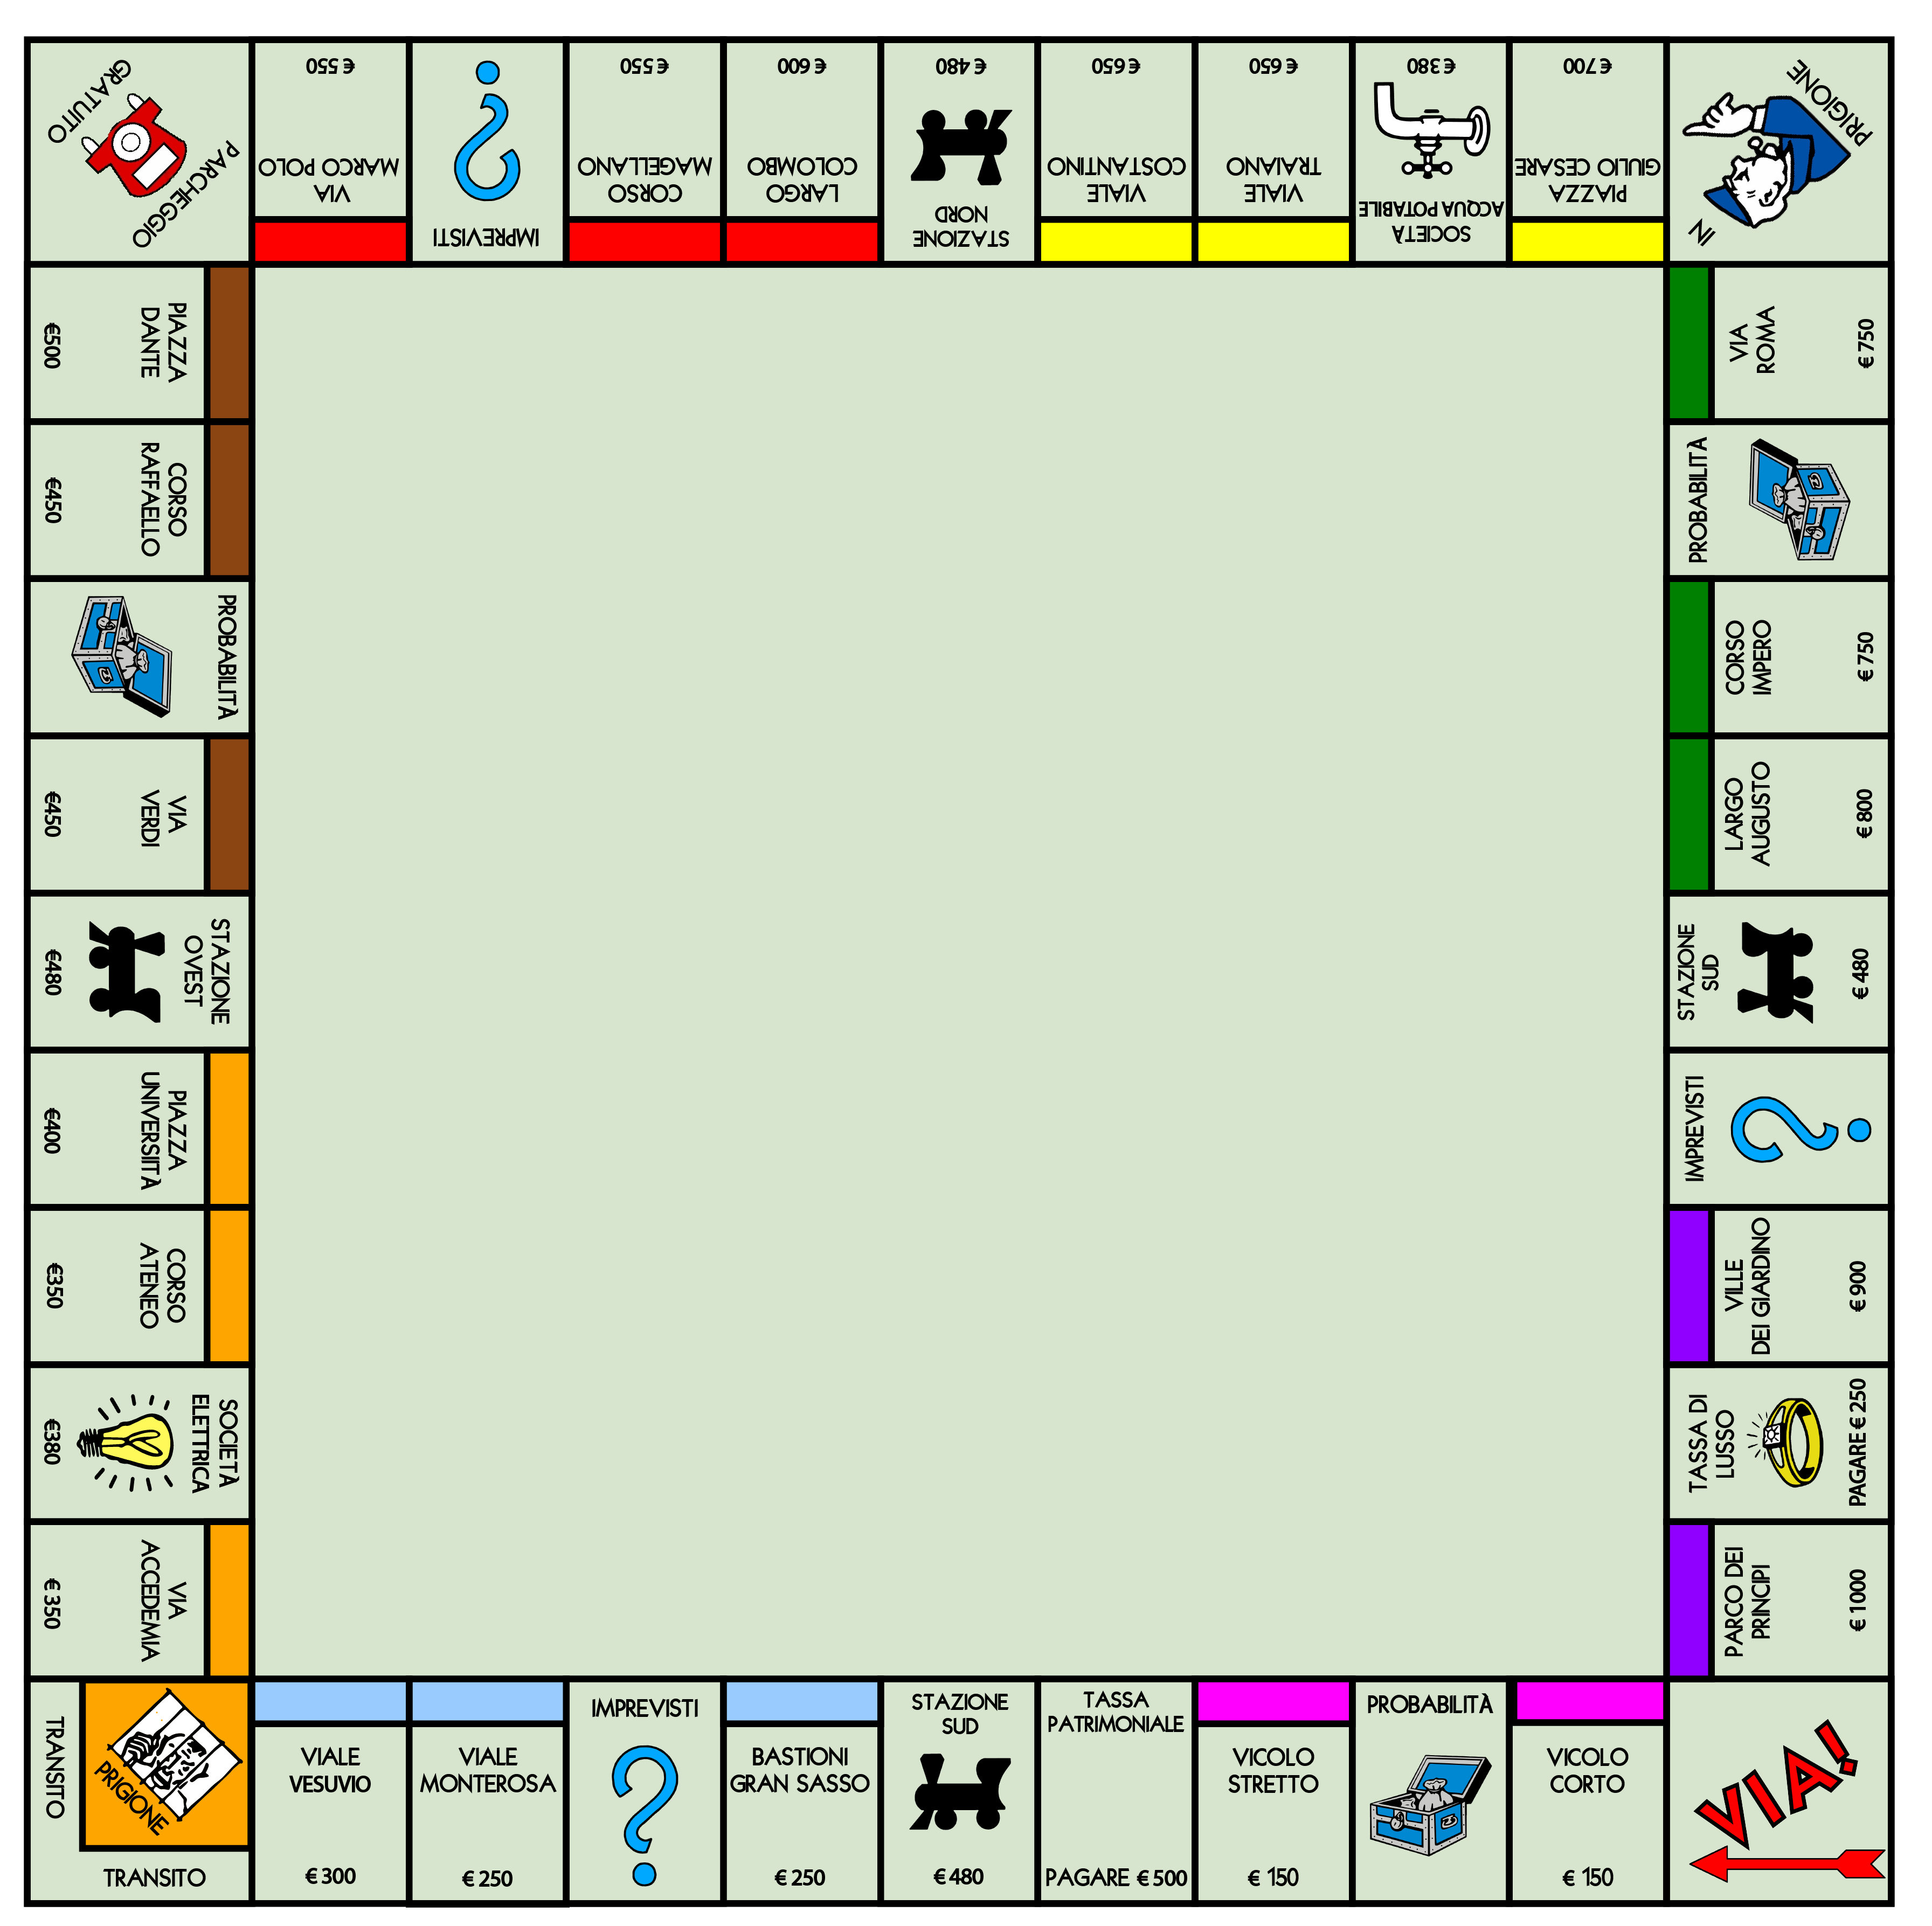 PARCHEGGIO
GRATUITO
VIA
MARCO POLO
€ 550
IMPREVISTI
CORSO
MAGELLANO
€ 550
LARGO
COLOMBO
€ 600
STAZIONE
NORD
€ 480
VIALE
COSTANTINO
€ 650
VIALE
TRAIANO
€ 650
SOCIETÀ
ACQUA POTABILE
€ 380
PIAZZA
GIULIO CESARE
€ 700
IN
PRIGIONE
VIA
ROMA
€ 750
PROBABILITÀ
CORSO
IMPERO
€ 750
LARGO
AUGUSTO
€ 800
STAZIONE
SUD
€ 480
IMPREVISTI
VILLE
DEI GIARDINO
€ 900
TASSA DI
LUSSO
PAGARE € 250
PARCO DEI
PRINCIPI
€ 1000
VIA!
VICOLO
CORTO
€ 150
PROBABILITÀ
VICOLO
STRETTO
€ 150
TASSA
PATRIMONIALE
PAGARE € 500
STAZIONE
SUD
€ 480
BASTIONI
GRAN SASSO
€ 250
IMPREVISTI
VIALE
MONTEROSA
€ 250
VIALE
VESUVIO
€ 300
PRIGIONE
TRANSITO
TRANSITO
VIA
ACCEDEMIA
€ 350
SOCIETÀ
ELETTRICA
€380
CORSO
ATENEO
€350
PIAZZA
UNIVERSIITÀ
€400
STAZIONE
OVEST
€480
VIA
VERDI
€450
PROBABILITÀ
CORSO
RAFFAELLO
€450
PIAZZA
DANTE
€500